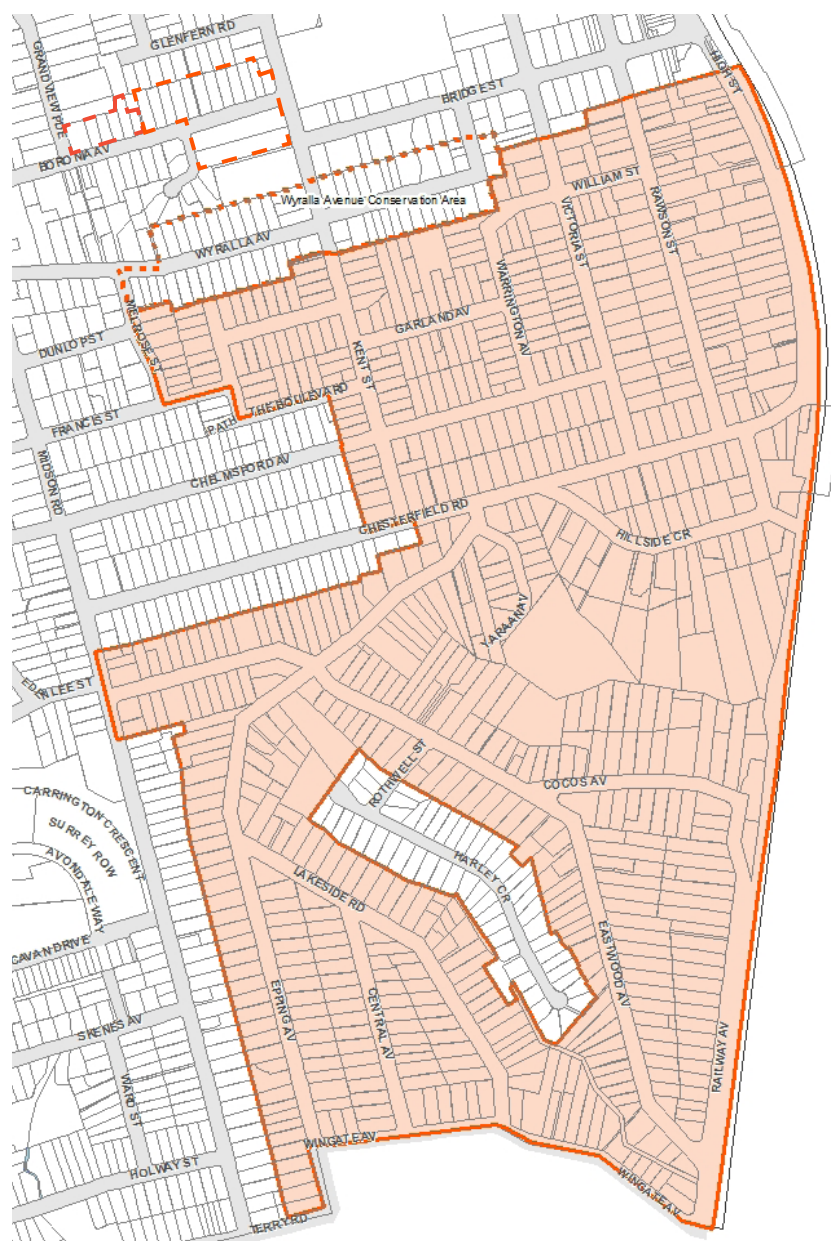 GLENFERN RD
GRANDVIEW PDE
HIGH ST
BRIDGE ST
BORONIA AV
WILLIAM ST
Wyralla Avenue Conservation Area
RAWSON ST
VICTORIA ST
WYRALLA AV
WARRINGTON AV
MELROSE ST
GARLAND AV
DUNLOP ST
KENT ST
THE BOULEVARD
FRANCIS ST
PATH
MIDSON RD
CHELMSFORD AV
CHESTERFIELD RD
HILLSIDE CR
YARAAN AV
EDENLEE ST
ROTHWELL ST
COCOS AV
CARRINGTON CRESCENT
SURREY ROW
AVONDALE WAY
HARLEY CR
LAKESIDE RD
CAVAN DRIVE
EASTWOOD AV
EPPING AV
CENTRAL AV
SKENES AV
RAILWAY AV
WARD ST
WINGATE AV
HOLWAY ST
WINGATE AV
TERRY RD